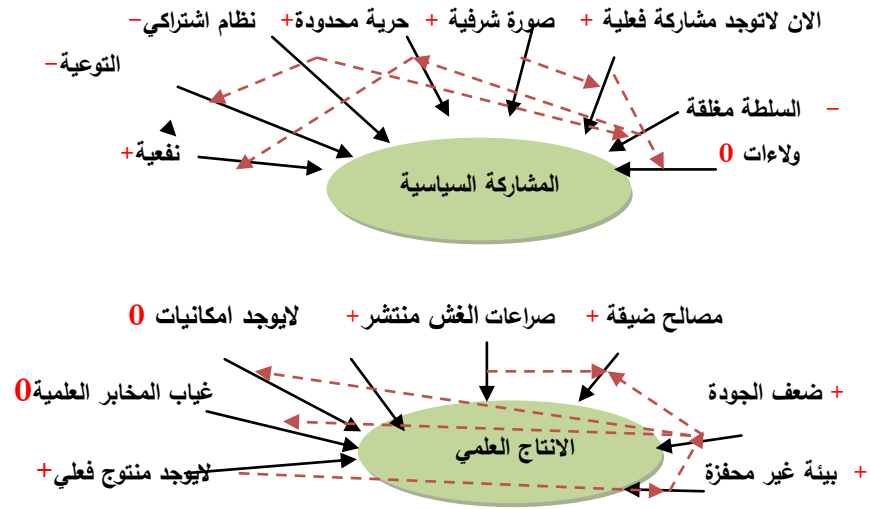 الان لاتوجد مشاركة فعلية + صورة شرفية + حرية محدودة+ نظام اشتراكي−
التوعية−
السلطة مغلقة −
نفعية+
ولاءات 0
المشاركة السياسية
مصالح ضيقة + صراعات الغش منتشر+ لايوجد امكانيات 0
غياب المخابر العلمية0
ضعف الجودة +
الانتاج العلمي
لايوجد منتوج فعلي+
بيئة غير محفزة +